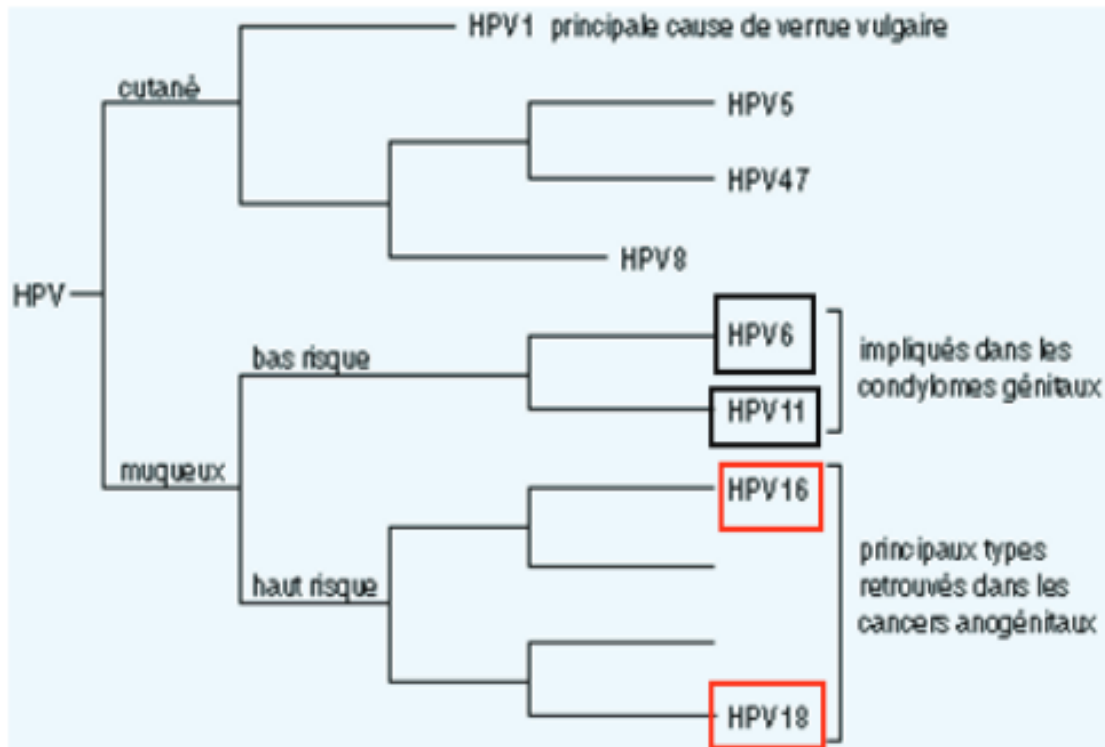 HPV1 principale cause de verrue vulgaire
cutané
HPV5
HPV47
HPV8
HPV
HPV6
bas risque
impliqués dans les
condylomes génitaux
HPV11
muqueux
HPV16
principaux types
haut risque
retrouvés dans les
cancers anogénitaux
HPV18